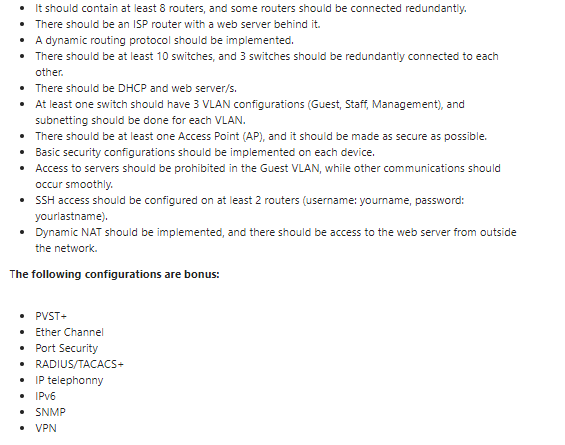 • It should contain at least 8 routers, and some routers should be connected redundantly.
• There should be an ISP router with a web server behind it.
• A dynamic routing protocol should be implemented.
• There should be at least 10 switches, and 3 switches should be redundantly connected to each
other.
• There should be DHCP and web server/s.
• At least one switch should have 3 VLAN configurations (Guest, Staff, Management), and
subnetting should be done for each VLAN.
• There should be at least one Access Point (AP), and it should be made as secure as possible.
• Basic security configurations should be implemented on each device.
• Access to servers should be prohibited in the Guest VLAN, while other communications should
occur smoothly.
• SSH access should be configured on at least 2 routers (username: yourname, password:
yourlastname).
• Dynamic NAT should be implemented, and there should be access to the web server from outside
the network.
The following configurations are bonus:
• PVST+
• Ether Channel
• Port Security
• RADIUS/TACACS+
• IP telephonny
• IPv6
• SNMP
• VPN